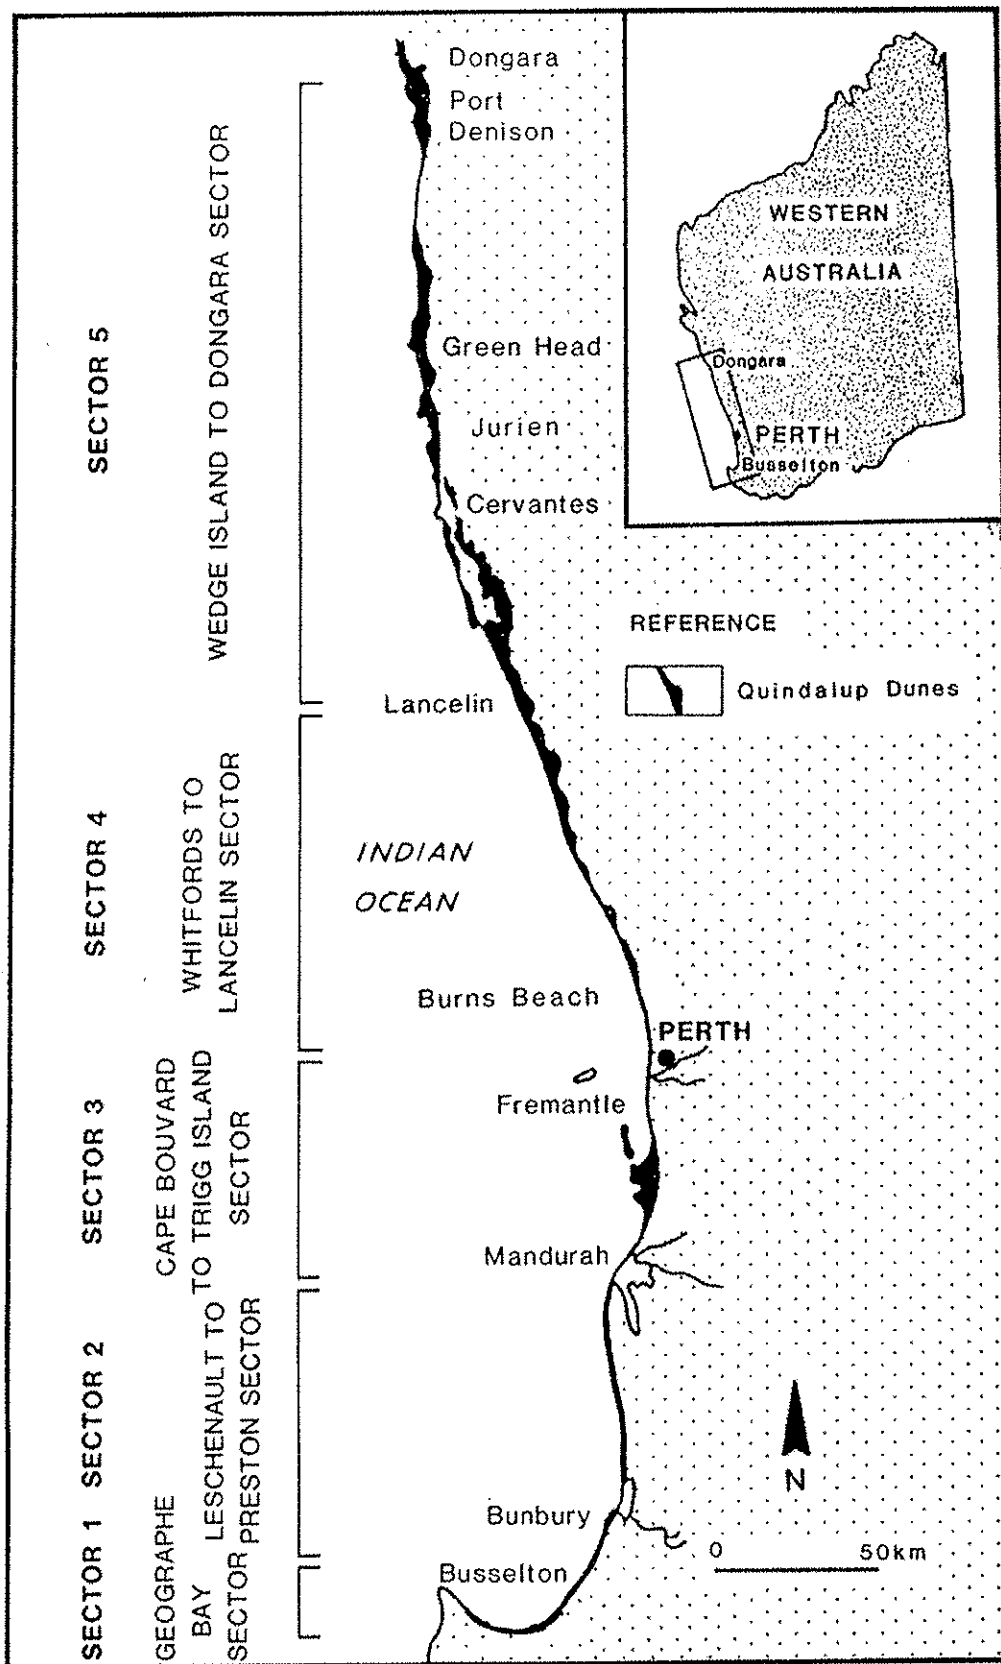 Dongara
Port
Denison
Green Head
Jurien
Cervantes
Lancelin
INDIAN
OCEAN
Burns Beach
PERTH
Fremantle
Mandurah
Bunbury
Busselton
SECTOR 5
WEDGE ISLAND TO DONGARA SECTOR
SECTOR 4
WHITFORDS TO
LANCELIN SECTOR
SECTOR 3
CAPE BOUVARD
TO TRIGG ISLAND
SECTOR
SECTOR 2
LESCHENAULT TO
PRESTON SECTOR
SECTOR 1
GEOGRAPHE
BAY
SECTOR
WESTERN
AUSTRALIA
Dongara
PERTH
Busselton
REFERENCE
Quindalup Dunes
N
0 50km